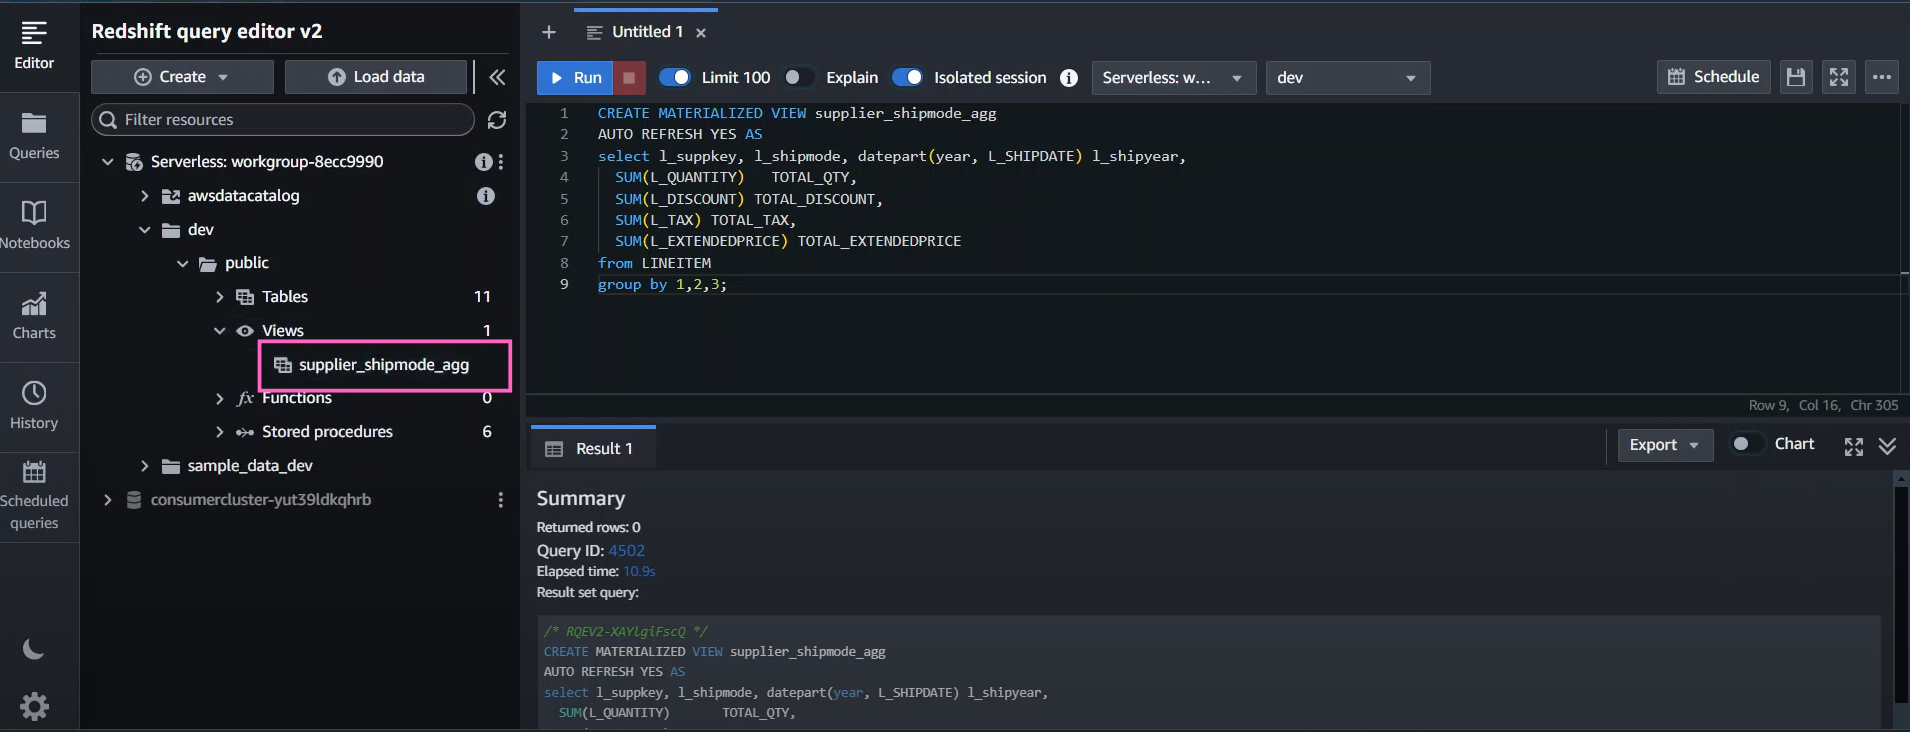 Editor
Queries
Notebooks
Charts
History
Scheduled
queries
Redshift query editor v2
Create
Load data
Filter resources
Serverless: workgroup-8ecc9990
awsdatacatalog
dev
public
Tables 11
Views 1
supplier_shipmode_agg
fx Functions 0
Stored procedures 6
sample_data_dev
consumercluster-yut39ldkqhrb
Untitled 1
Run Limit 100 Explain Isolated session Serverless: w... dev Schedule
1 CREATE MATERIALIZED VIEW supplier_shipmode_agg
2 AUTO REFRESH YES AS
3 select l_suppkey, l_shipmode, datepart(year, L_SHIPDATE) l_shipyear,
4 SUM(L_QUANTITY) TOTAL_QTY,
5 SUM(L_DISCOUNT) TOTAL_DISCOUNT,
6 SUM(L_TAX) TOTAL_TAX,
7 SUM(L_EXTENDEDPRICE) TOTAL_EXTENDEDPRICE
8 from LINEITEM
9 group by 1,2,3;
Row 9, Col 16, Chr 305
Result 1
Export Chart
Summary
Returned rows: 0
Query ID: 4502
Elapsed time: 10.9s
Result set query:
/* RQEV2-XAYlgiFscQ */
CREATE MATERIALIZED VIEW supplier_shipmode_agg
AUTO REFRESH YES AS
select l_suppkey, l_shipmode, datepart(year, L_SHIPDATE) l_shipyear,
SUM(L_QUANTITY) TOTAL_QTY,